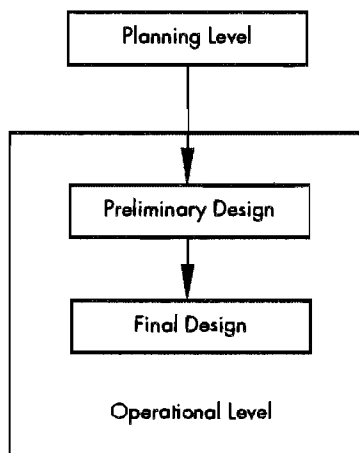 Planning Level
Preliminary Design
Final Design
Operational Level